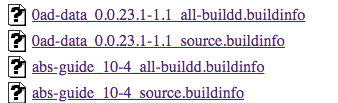 0ad-data_0.0.23.1-1.1_all-buildd.buildinfo
0ad-data_0.0.23.1-1.1_source.buildinfo
abs-guide_10-4_all-buildd.buildinfo
abs-guide_10-4_source.buildinfo